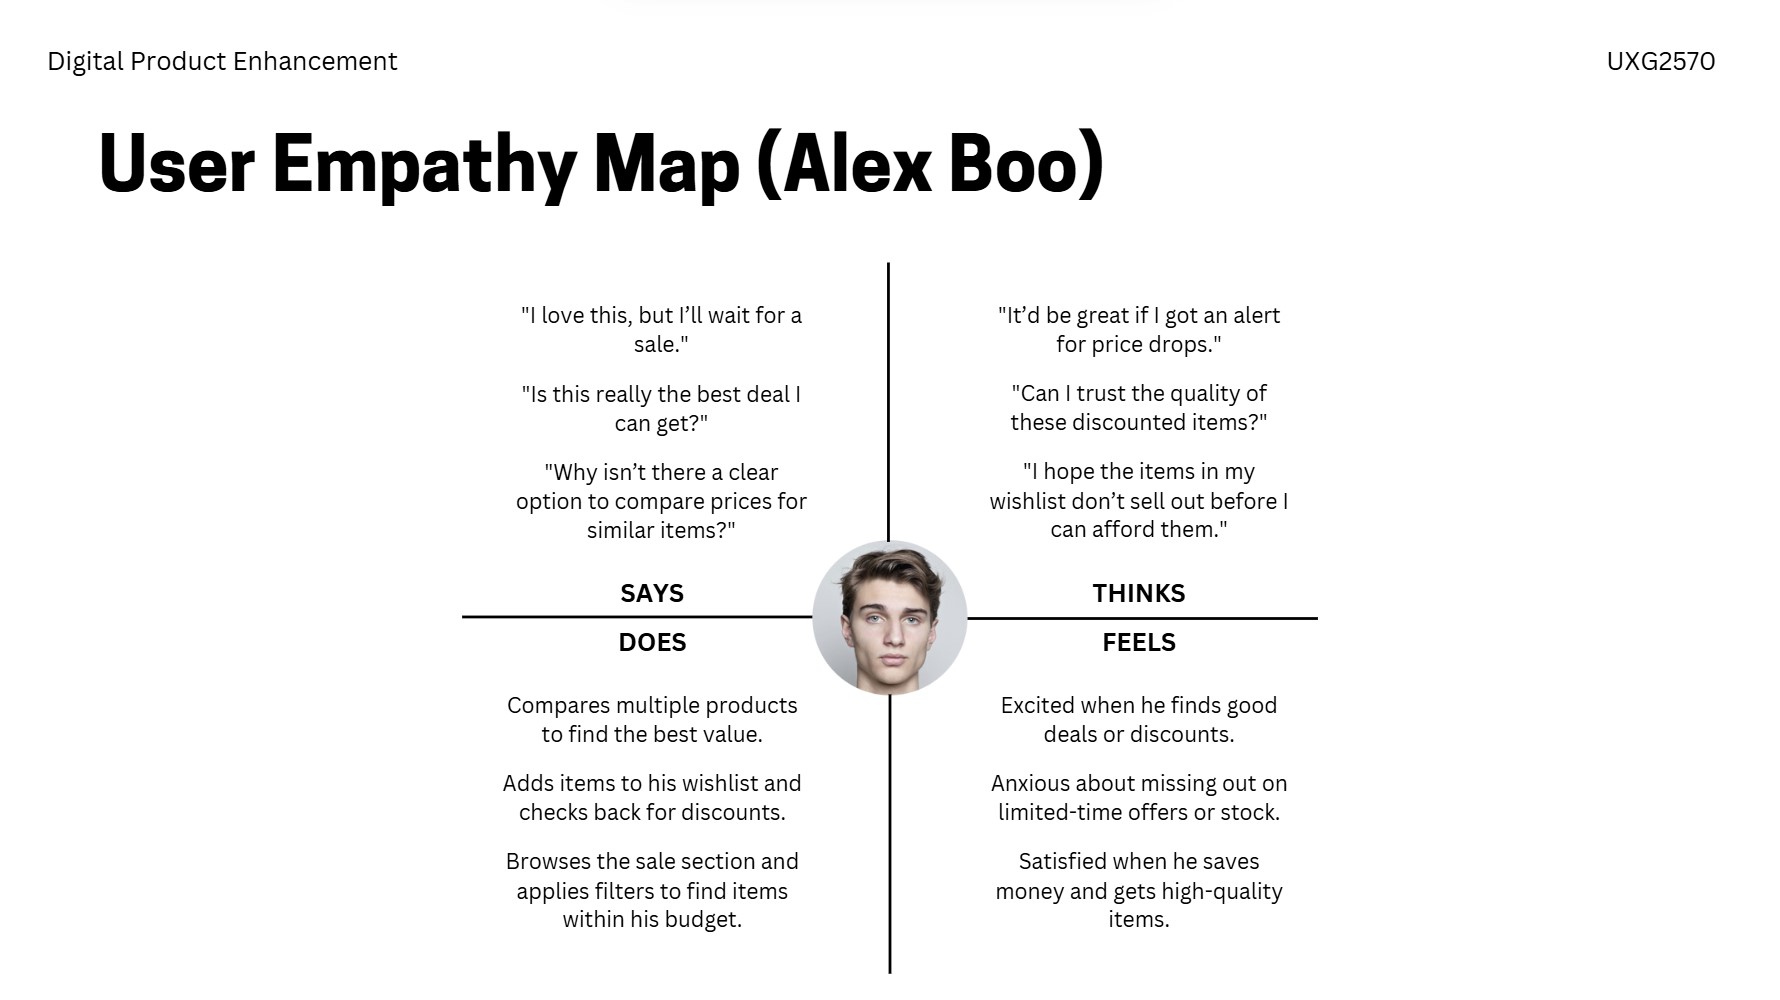 Digital Product Enhancement
UXG2570
User Empathy Map (Alex Boo)
"I love this, but I’ll wait for a
sale."
"Is this really the best deal I
can get?"
"Why isn’t there a clear
option to compare prices for
similar items?"
SAYS
"It’d be great if I got an alert
for price drops."
"Can I trust the quality of
these discounted items?"
"I hope the items in my
wishlist don’t sell out before I
can afford them."
THINKS
DOES
Compares multiple products
to find the best value.
Adds items to his wishlist and
checks back for discounts.
Browses the sale section and
applies filters to find items
within his budget.
FEELS
Excited when he finds good
deals or discounts.
Anxious about missing out on
limited-time offers or stock.
Satisfied when he saves
money and gets high-quality
items.